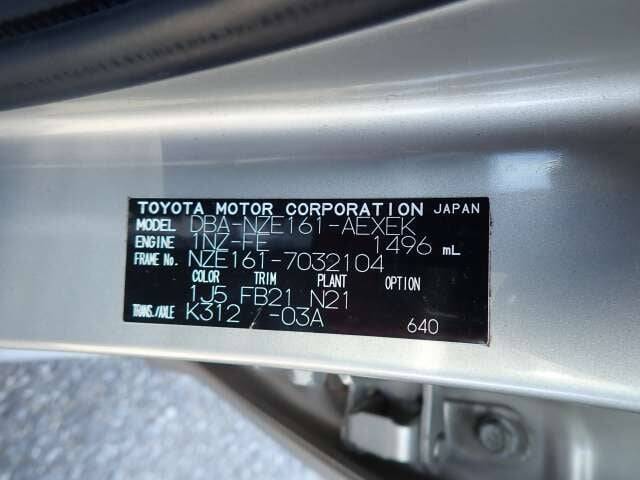 TOYOTA MOTOR CORPORATION JAPAN
MODEL DBA-NZE161-AEXEK
ENGINE 1NZ-FE 1496 mL
FRAME No. NZE161-7032104
COLOR TRIM PLANT OPTION
1J5 FB21 N21
TRANS./AXLE K312 -03A
640